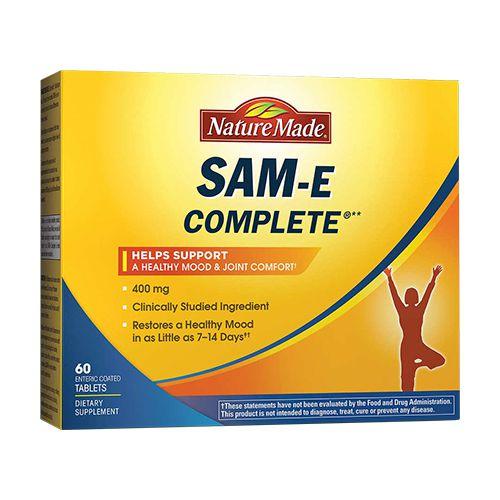 Nature Made®
SAM-E
COMPLETE®**
HELPS SUPPORT
A HEALTHY MOOD & JOINT COMFORT†
• 400 mg
• Clinically Studied Ingredient
• Restores a Healthy Mood
in as Little as 7–14 Days††
60
ENTERIC COATED
TABLETS
DIETARY
SUPPLEMENT
†These statements have not been evaluated by the Food and Drug Administration.
This product is not intended to diagnose, treat, cure or prevent any disease.